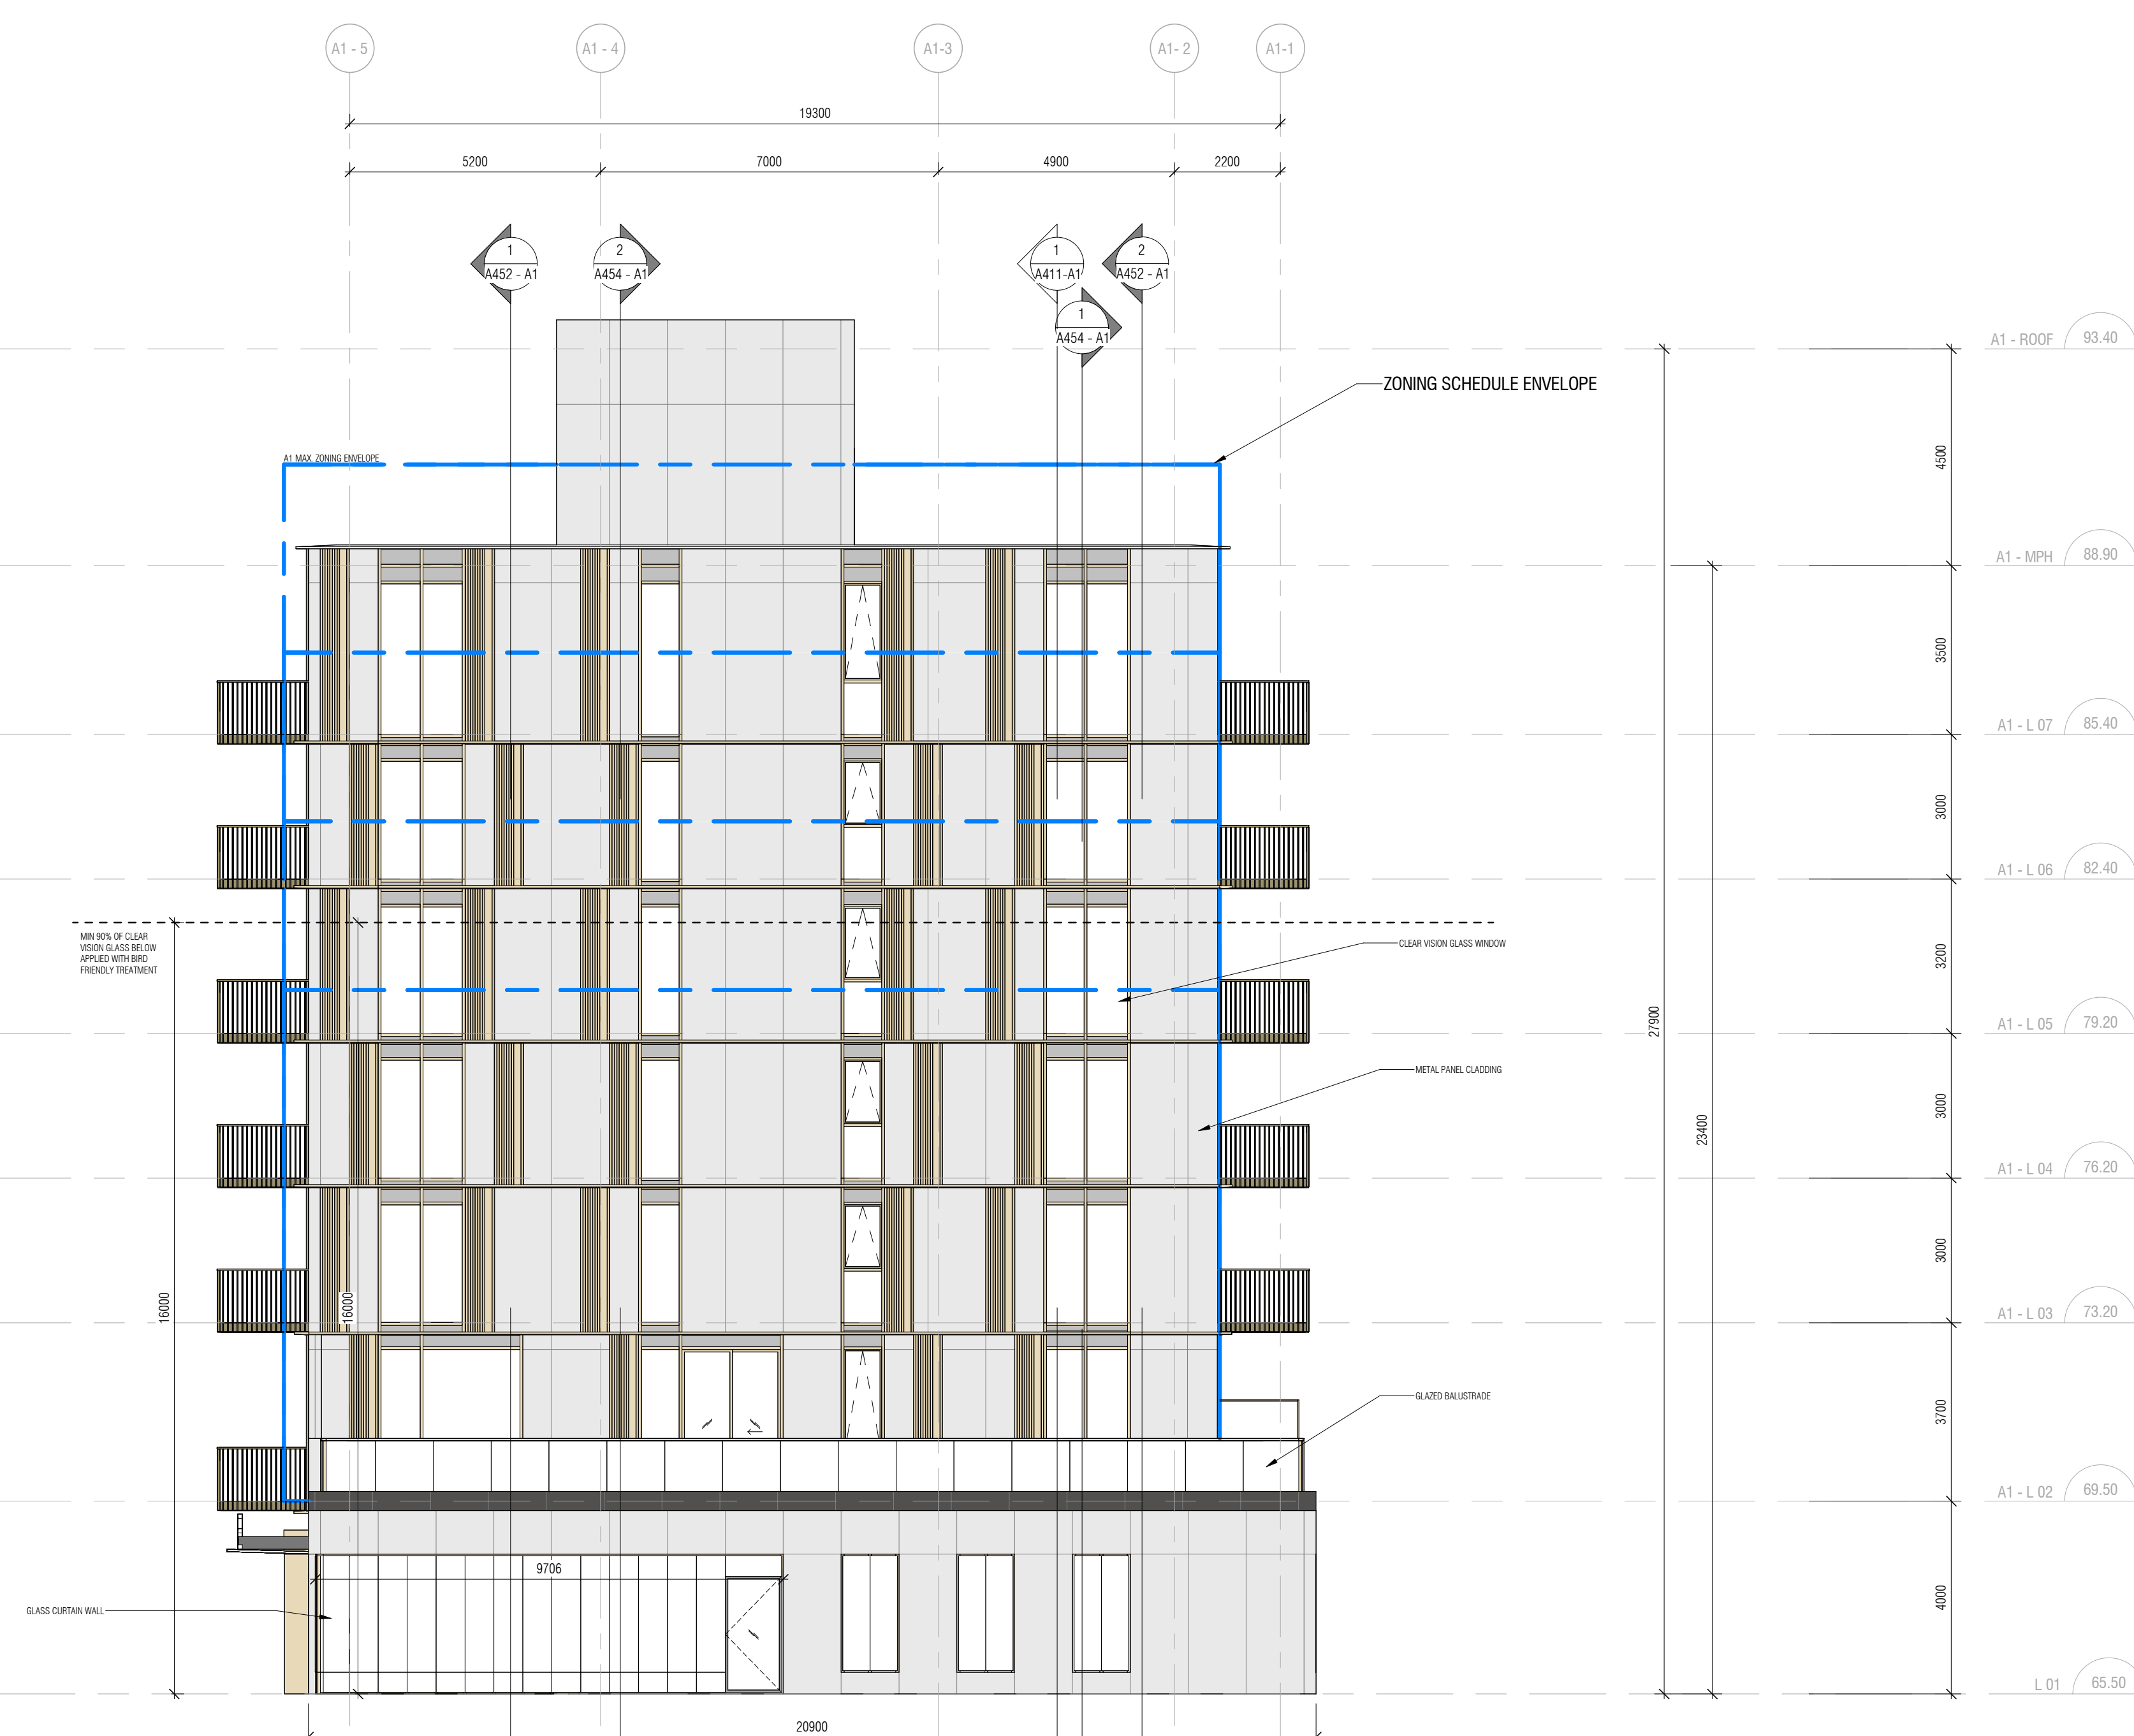 A1 - 5
A1 - 4
A1-3
A1- 2
A1-1
19300
5200
7000
4900
2200
1
A452 - A1
2
A454 - A1
1
A411-A1
2
A452 - A1
1
A454 - A1
A1 - ROOF
93.40
ZONING SCHEDULE ENVELOPE
A1 MAX. ZONING ENVELOPE
4500
A1 - MPH
88.90
3500
A1 - L 07
85.40
3000
A1 - L 06
82.40
MIN 90% OF CLEAR
VISION GLASS BELOW
APPLIED WITH BIRD
FRIENDLY TREATMENT
CLEAR VISION GLASS WINDOW
3200
27900
A1 - L 05
79.20
METAL PANEL CLADDING
3000
23400
A1 - L 04
76.20
3000
16000
16000
A1 - L 03
73.20
GLAZED BALUSTRADE
3700
A1 - L 02
69.50
9706
GLASS CURTAIN WALL
4000
L 01
65.50
20900